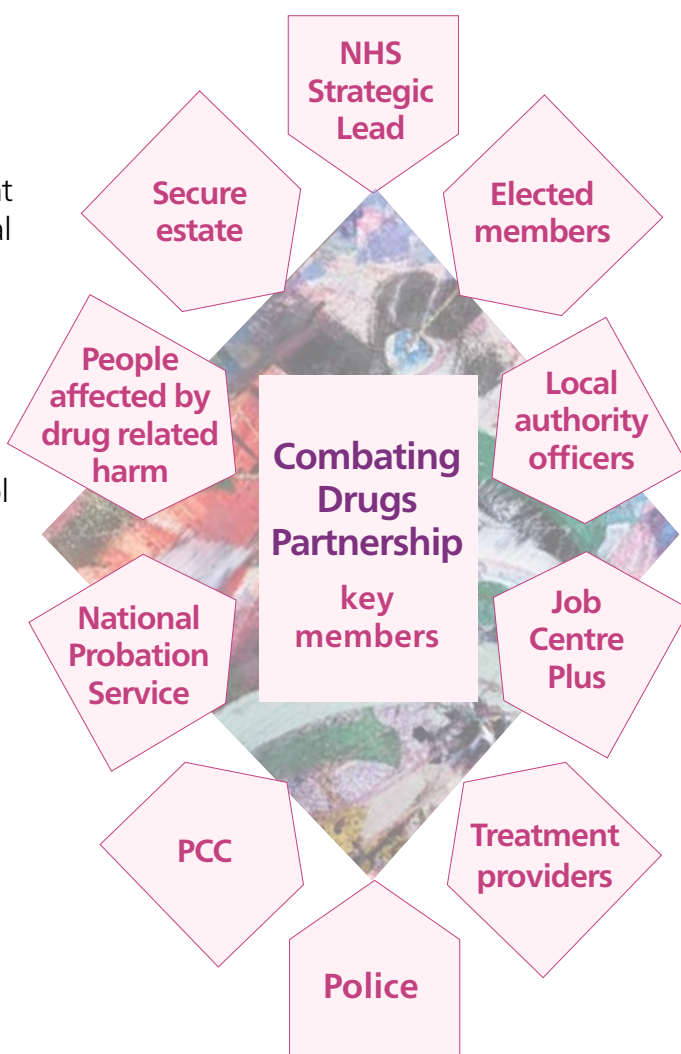 NHS
Strategic
Lead
Secure
estate
Elected
members
People
affected by
drug related
harm
Local
authority
officers
Combating
Drugs
Partnership
key
members
National
Probation
Service
Job
Centre
Plus
PCC
Treatment
providers
Police